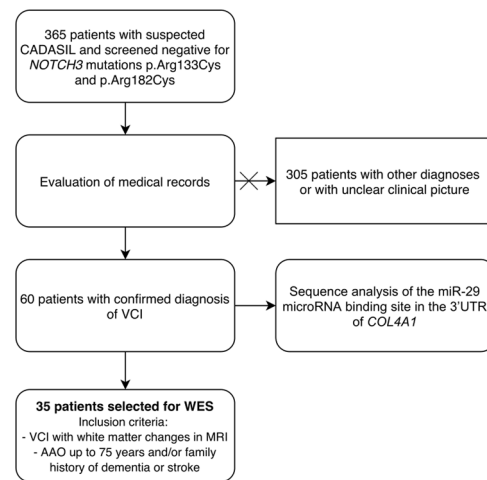 365 patients with suspected
CADASIL and screened negative for
NOTCH3 mutations p.Arg133Cys
and p.Arg182Cys
Evaluation of medical records
305 patients with other diagnoses
or with unclear clinical picture
60 patients with confirmed diagnosis
of VCI
Sequence analysis of the miR-29
microRNA binding site in the 3'UTR
of COL4A1
35 patients selected for WES
Inclusion criteria:
- VCI with white matter changes in MRI
- AAO up to 75 years and/or family
history of dementia or stroke